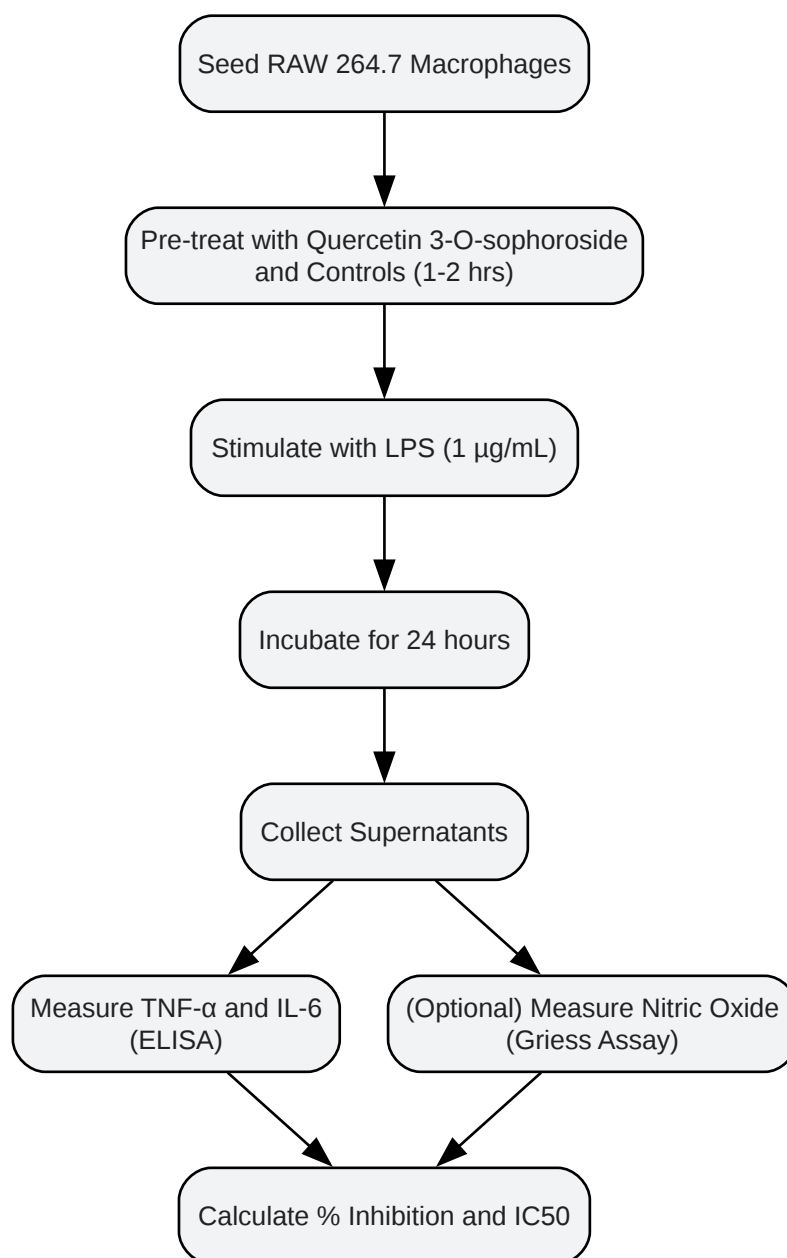 Seed RAW 264.7 Macrophages
Pre-treat with Quercetin 3-O-sophoroside
and Controls (1-2 hrs)
Stimulate with LPS (1 µg/mL)
Incubate for 24 hours
Collect Supernatants
Measure TNF-α and IL-6
(ELISA)
(Optional) Measure Nitric Oxide
(Griess Assay)
Calculate % Inhibition and IC50